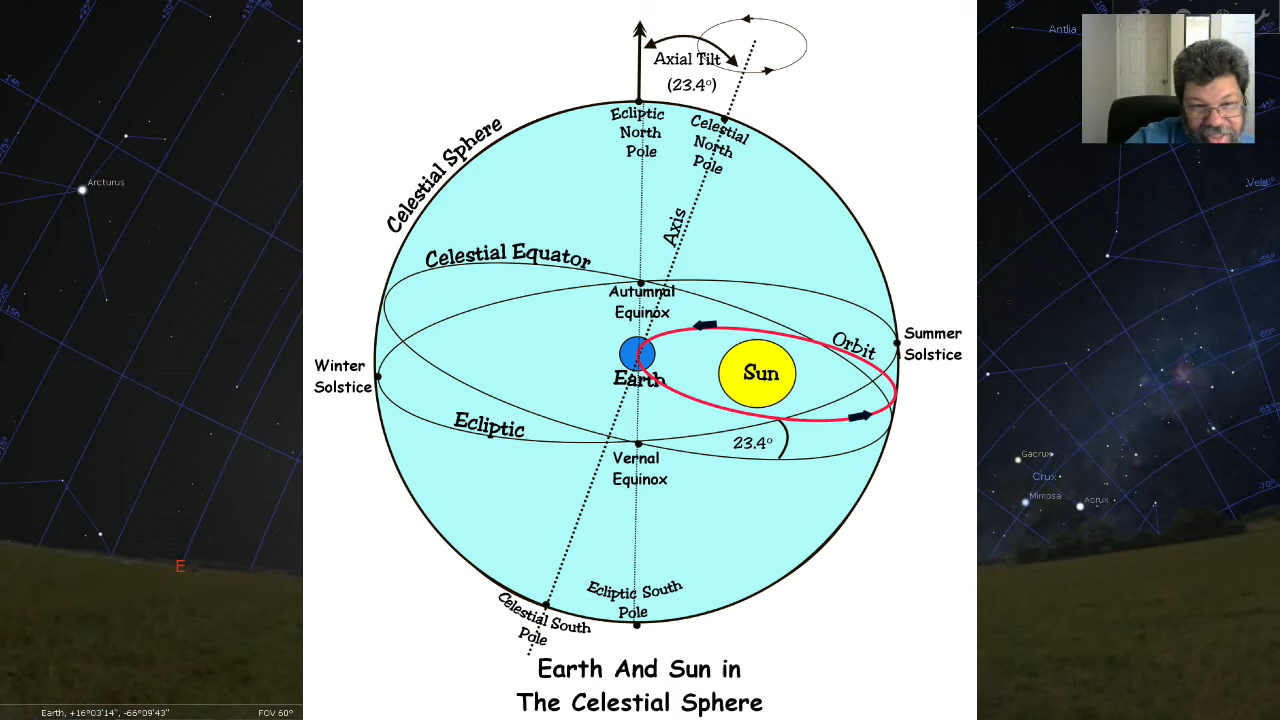 Axial Tilt
(23.4°)
Ecliptic
North
Pole
Celestial
North
Pole
Celestial Sphere
Axis
Celestial Equator
Autumnal
Equinox
Orbit
Summer
Solstice
Winter
Solstice
Earth
Sun
Ecliptic
23.4°
Vernal
Equinox
Ecliptic South
Pole
Celestial South
Pole
Earth And Sun in
The Celestial Sphere
Arcturus
Antlia
Vela
Gacrux
Crux
Mimosa
Acrux
E
14h
15h
Earth, +16°03'14", -66°09'43"
FOV 60°